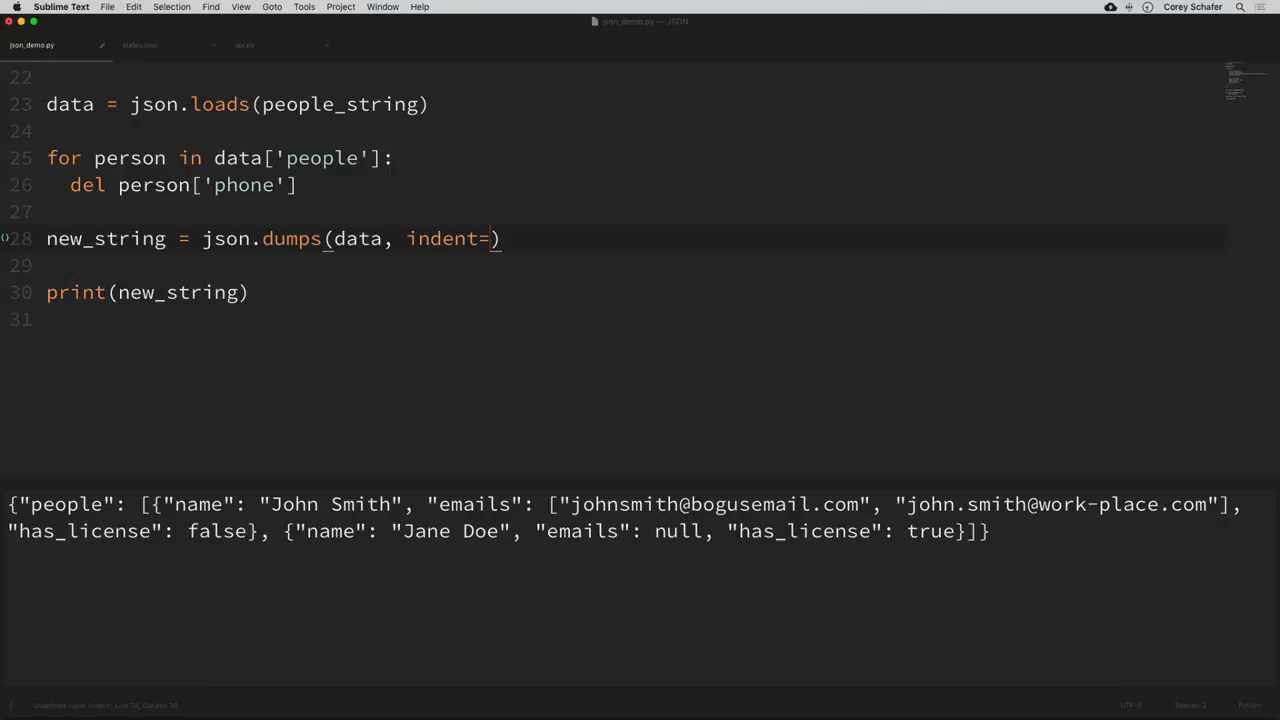 Sublime Text File Edit Selection Find View Goto Tools Project Window Help Corey Schafer
json_demo.py — JSON
json_demo.py states.json api.py
22
23 data = json.loads(people_string)
24
25 for person in data['people']:
26 del person['phone']
27
28 new_string = json.dumps(data, indent=)
29
30 print(new_string)
31
{"people": [{"name": "John Smith", "emails": ["johnsmith@bogusemail.com", "john.smith@work-place.com"],
"has_license": false}, {"name": "Jane Doe", "emails": null, "has_license": true}]}
UTF-8 Spaces: 2 Python